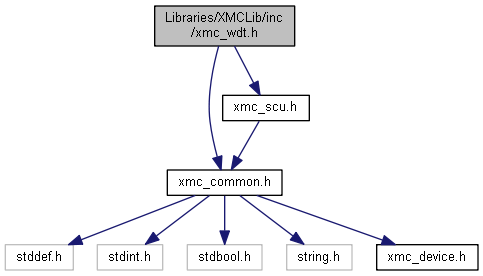 Libraries/XMCLib/inc
/xmc_wdt.h
xmc_scu.h
xmc_common.h
stddef.h
stdint.h
stdbool.h
string.h
xmc_device.h